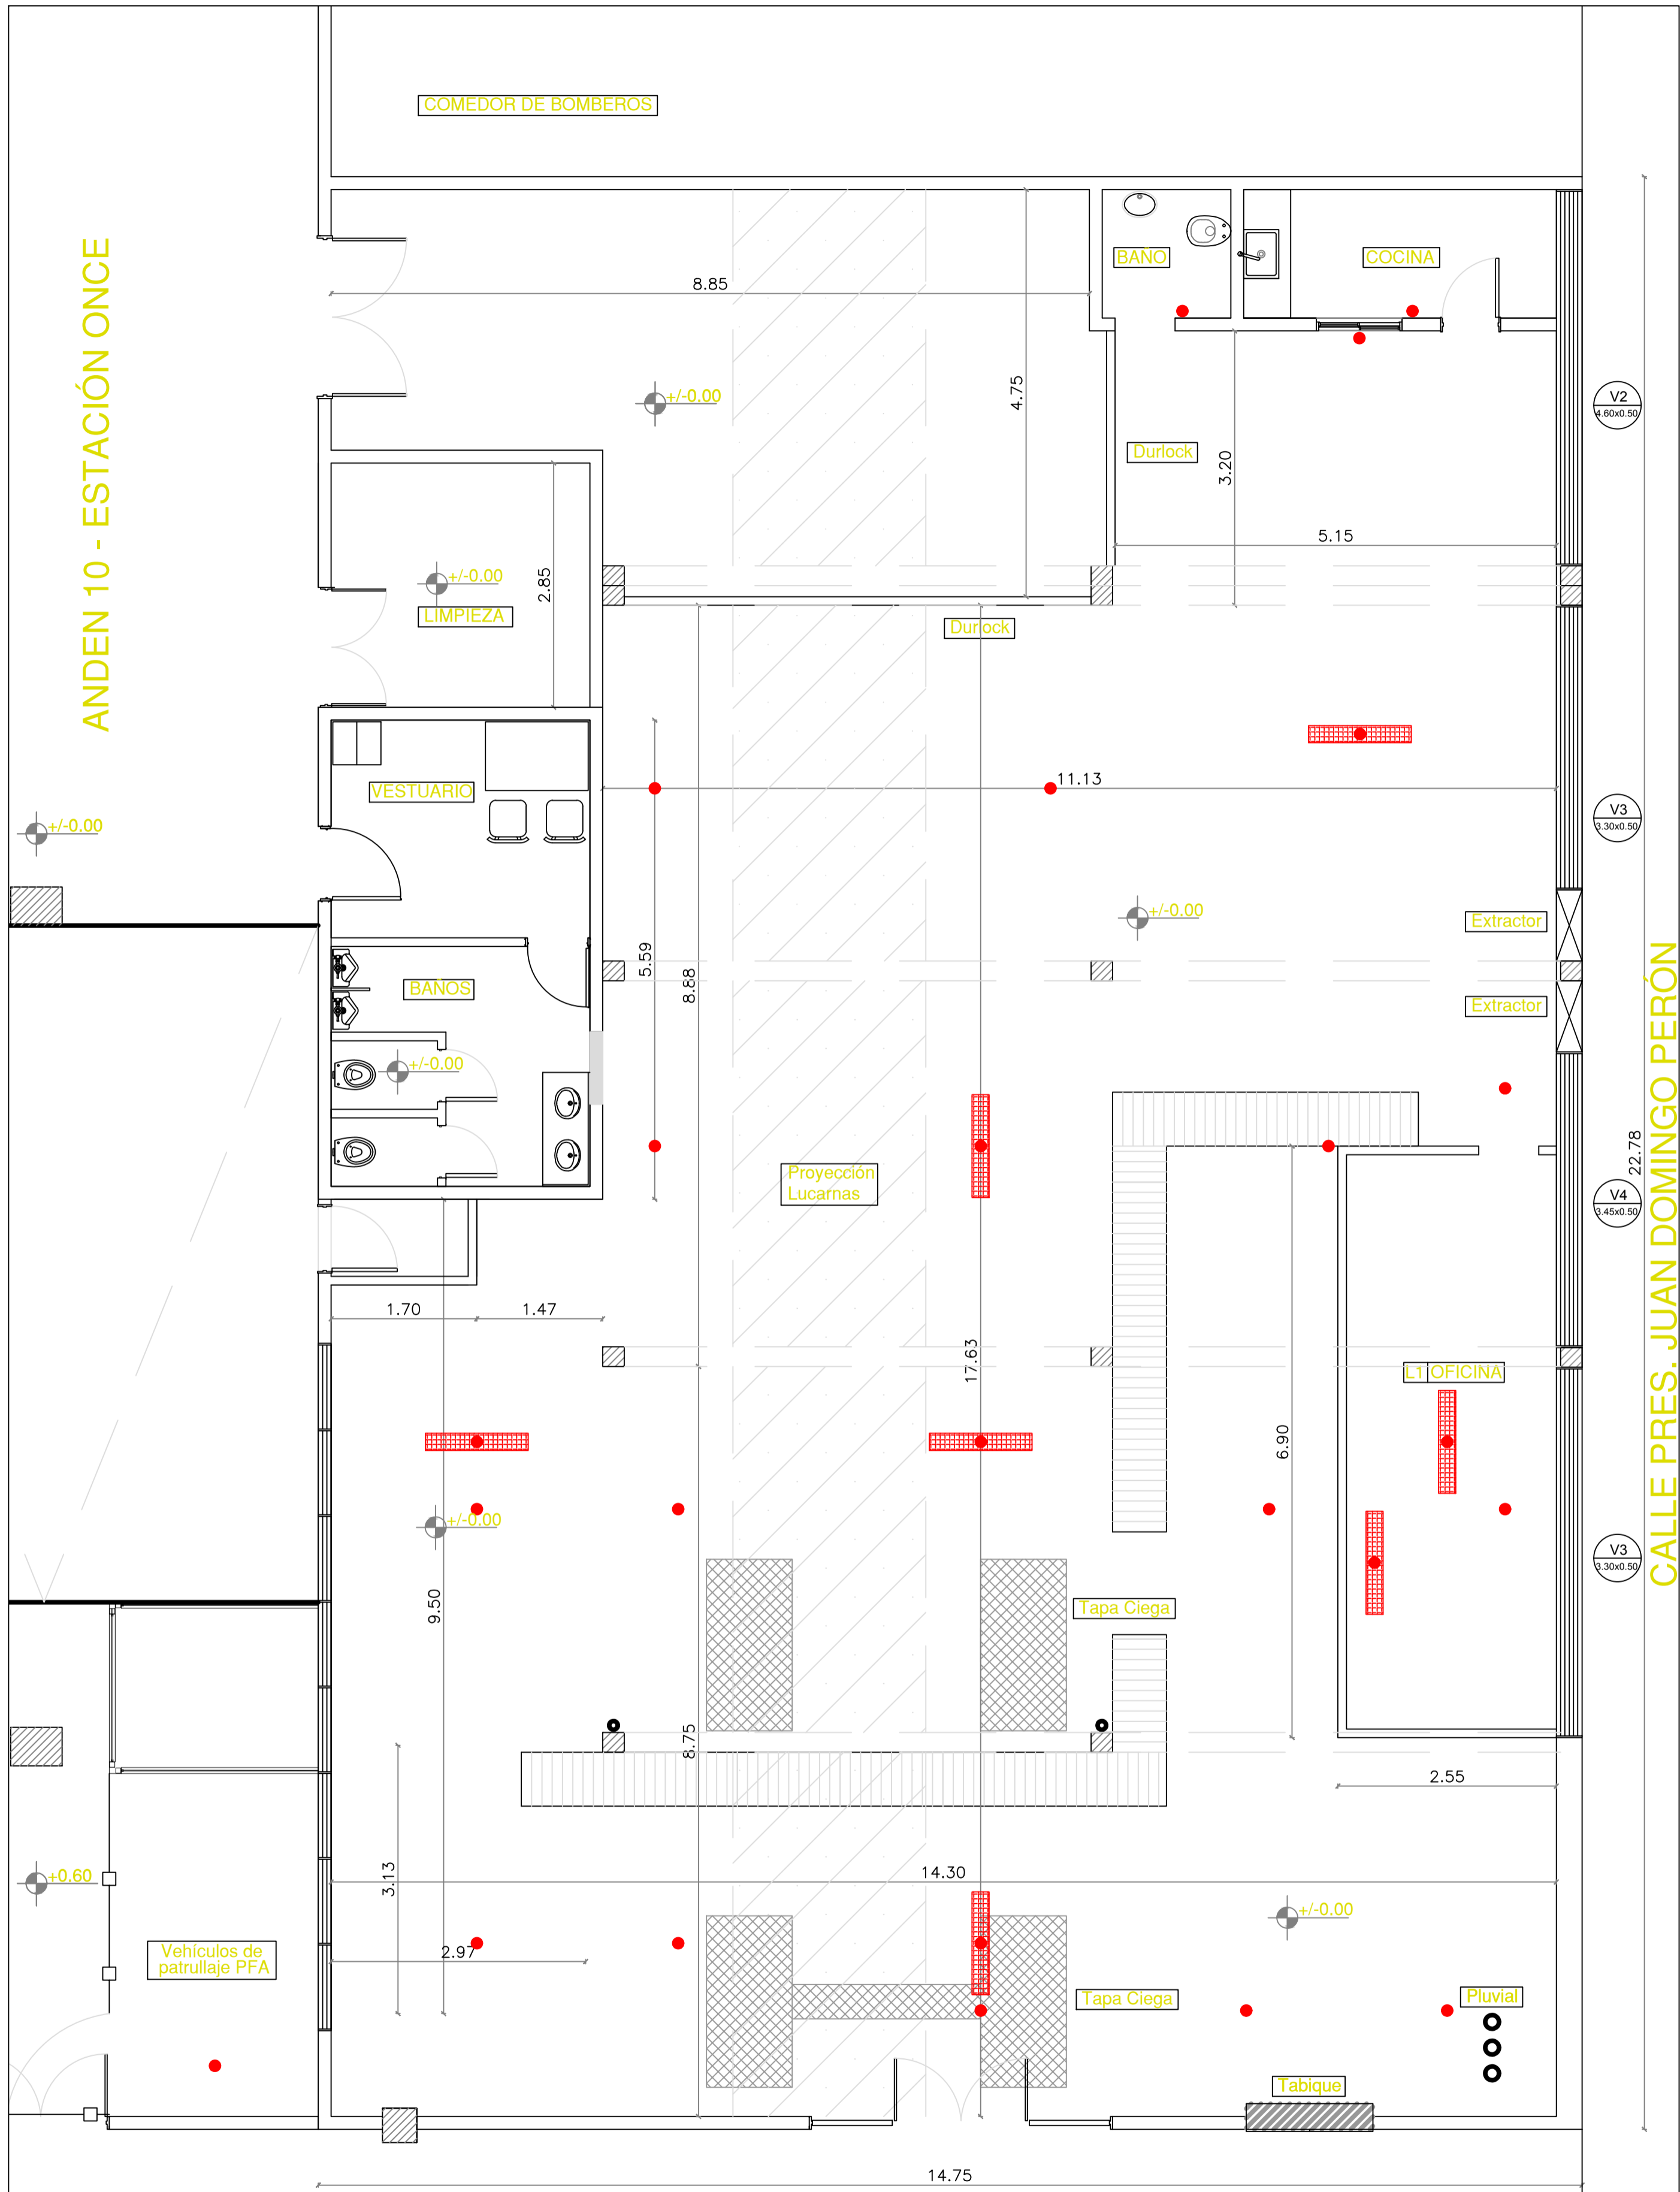 COMEDOR DE BOMBEROS
ANDEN 10 - ESTACIÓN ONCE
BAÑO
COCINA
8.85
4.75
+/-0.00
V2
4.60x0.50
Durlock
3.20
5.15
+/-0.00
2.85
LIMPIEZA
Durlock
VESTUARIO
11.13
+/-0.00
V3
3.30x0.50
+/-0.00
Extractor
5.59
8.88
BAÑOS
Extractor
+/-0.00
CALLE PRES. JUAN DOMINGO PERÓN
22.78
Proyección
Lucarnas
V4
3.45x0.50
1.70
1.47
17.63
L1 OFICINA
6.90
+/-0.00
V3
3.30x0.50
9.50
Tapa Ciega
8.75
2.55
3.13
14.30
+0.60
+/-0.00
2.97
Vehículos de
patrullaje PFA
Tapa Ciega
Pluvial
Tabique
14.75